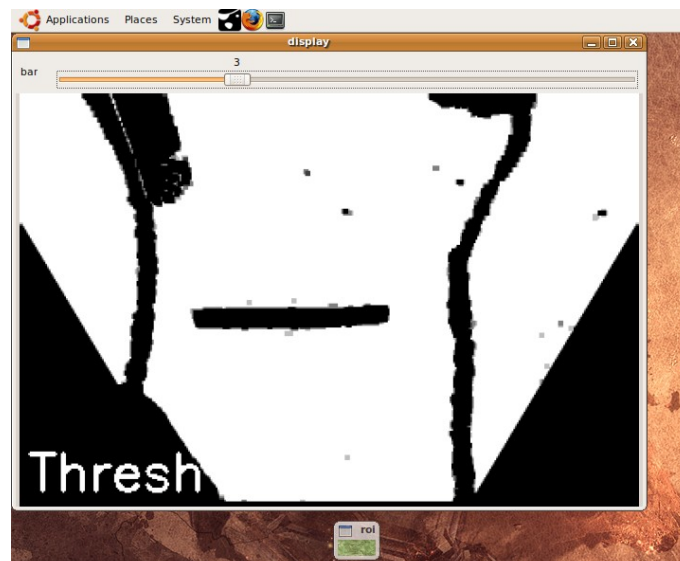 Applications Places System
display
bar
3
Thresh
roi